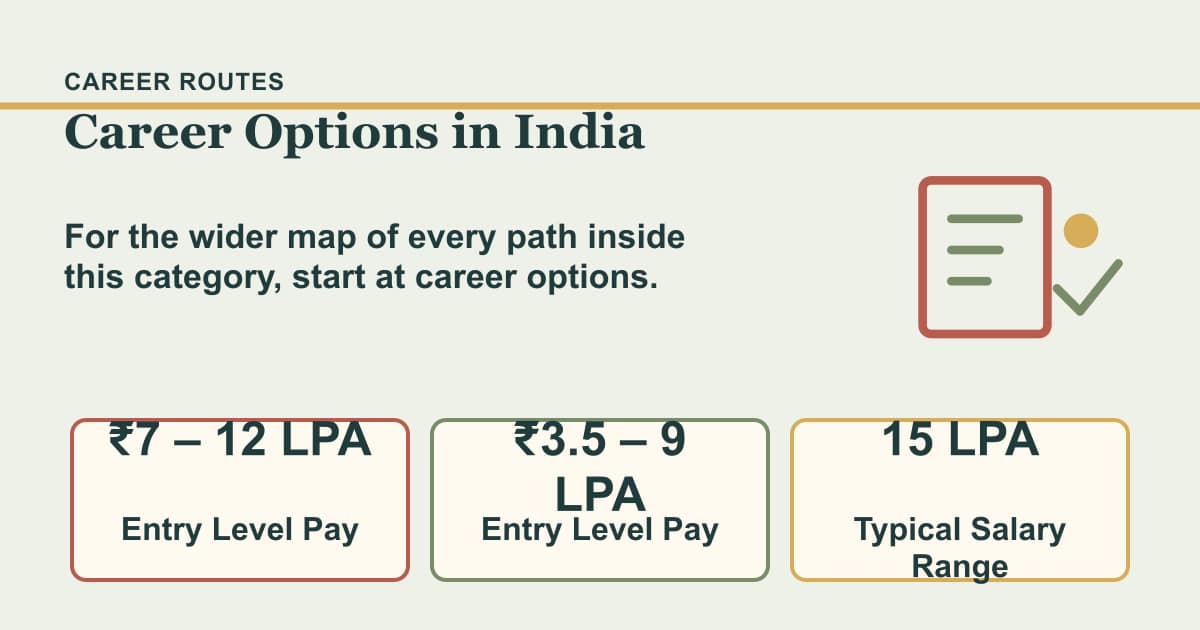 CAREER ROUTES
Career Options in India
For the wider map of every path inside
this category, start at career options.
₹7 – 12 LPA
Entry Level Pay
₹3.5 – 9
LPA
Entry Level Pay
15 LPA
Typical Salary
Range